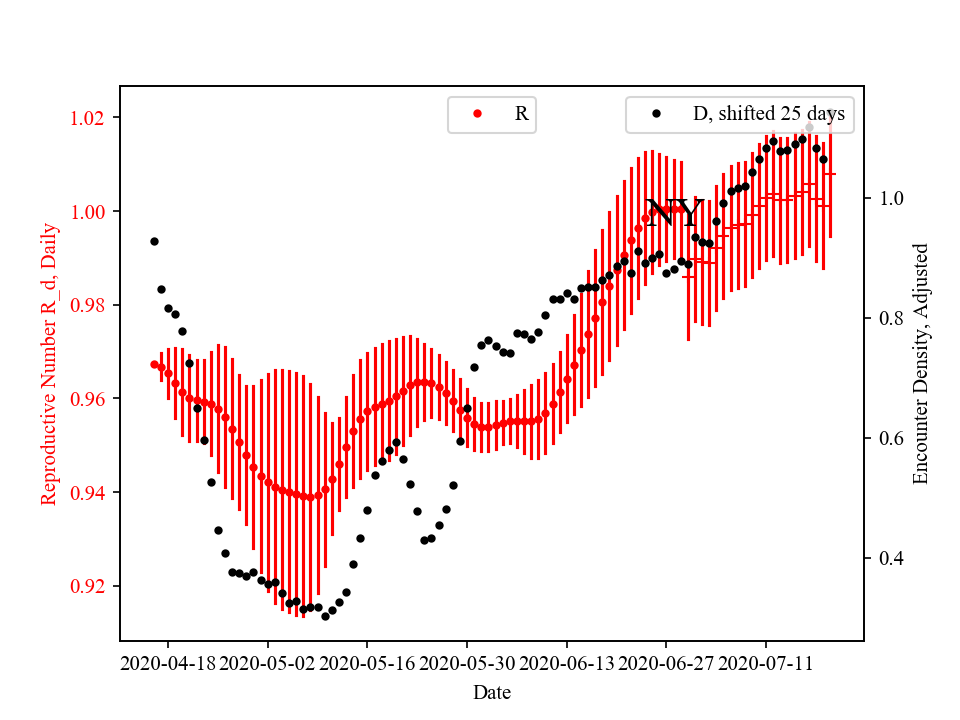 R
D, shifted 25 days
NY
Reproductive Number R_d, Daily
1.02
1.00
0.98
0.96
0.94
0.92
1.0
0.8
0.6
0.4
Encounter Density, Adjusted
2020-04-18 2020-05-02 2020-05-16 2020-05-30 2020-06-13 2020-06-27 2020-07-11
Date